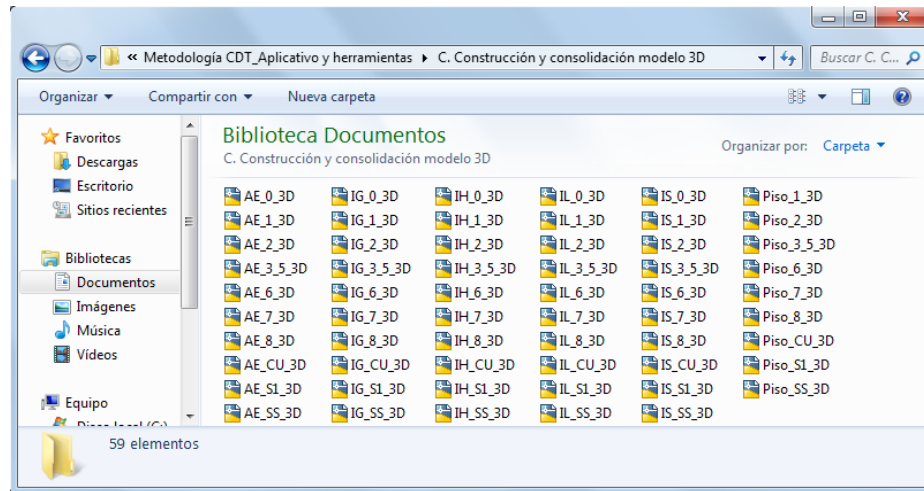 « Metodología CDT_Aplicativo y herramientas ▸ C. Construcción y consolidación modelo 3D
Buscar C. C...
Organizar
Compartir con
Nueva carpeta
Favoritos
Descargas
Escritorio
Sitios recientes
Bibliotecas
Documentos
Imágenes
Música
Vídeos
Equipo
Disco local (C:)
Biblioteca Documentos
C. Construcción y consolidación modelo 3D
Organizar por: Carpeta
AE_0_3D IG_0_3D IH_0_3D IL_0_3D IS_0_3D Piso_1_3D
AE_1_3D IG_1_3D IH_1_3D IL_1_3D IS_1_3D Piso_2_3D
AE_2_3D IG_2_3D IH_2_3D IL_2_3D IS_2_3D Piso_3_5_3D
AE_3_5_3D IG_3_5_3D IH_3_5_3D IL_3_5_3D IS_3_5_3D Piso_6_3D
AE_6_3D IG_6_3D IH_6_3D IL_6_3D IS_6_3D Piso_7_3D
AE_7_3D IG_7_3D IH_7_3D IL_7_3D IS_7_3D Piso_8_3D
AE_8_3D IG_8_3D IH_8_3D IL_8_3D IS_8_3D Piso_CU_3D
AE_CU_3D IG_CU_3D IH_CU_3D IL_CU_3D IS_CU_3D Piso_S1_3D
AE_S1_3D IG_S1_3D IH_S1_3D IL_S1_3D IS_S1_3D Piso_SS_3D
AE_SS_3D IG_SS_3D IH_SS_3D IL_SS_3D IS_SS_3D
59 elementos